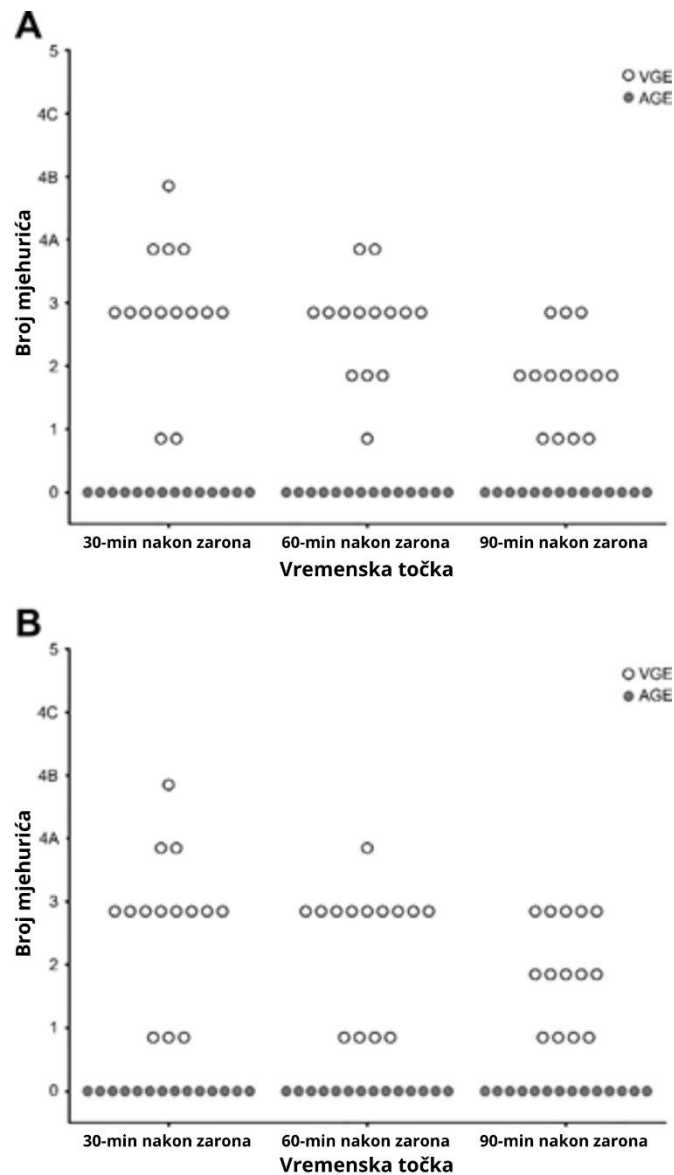 A
5
4C
4B
4A
3
2
1
0
Broj mjehurića
VGE
AGE
30-min nakon zarona 60-min nakon zarona 90-min nakon zarona
Vremenska točka
B
5
4C
4B
4A
3
2
1
0
Broj mjehurića
VGE
AGE
30-min nakon zarona 60-min nakon zarona 90-min nakon zarona
Vremenska točka